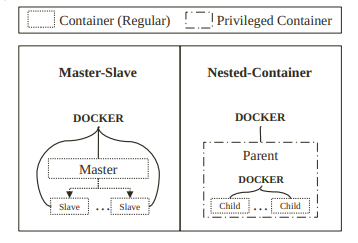 Container (Regular) Privileged Container
Master-Slave
DOCKER
Master
Slave ... Slave
Nested-Container
DOCKER
Parent
DOCKER
Child ... Child